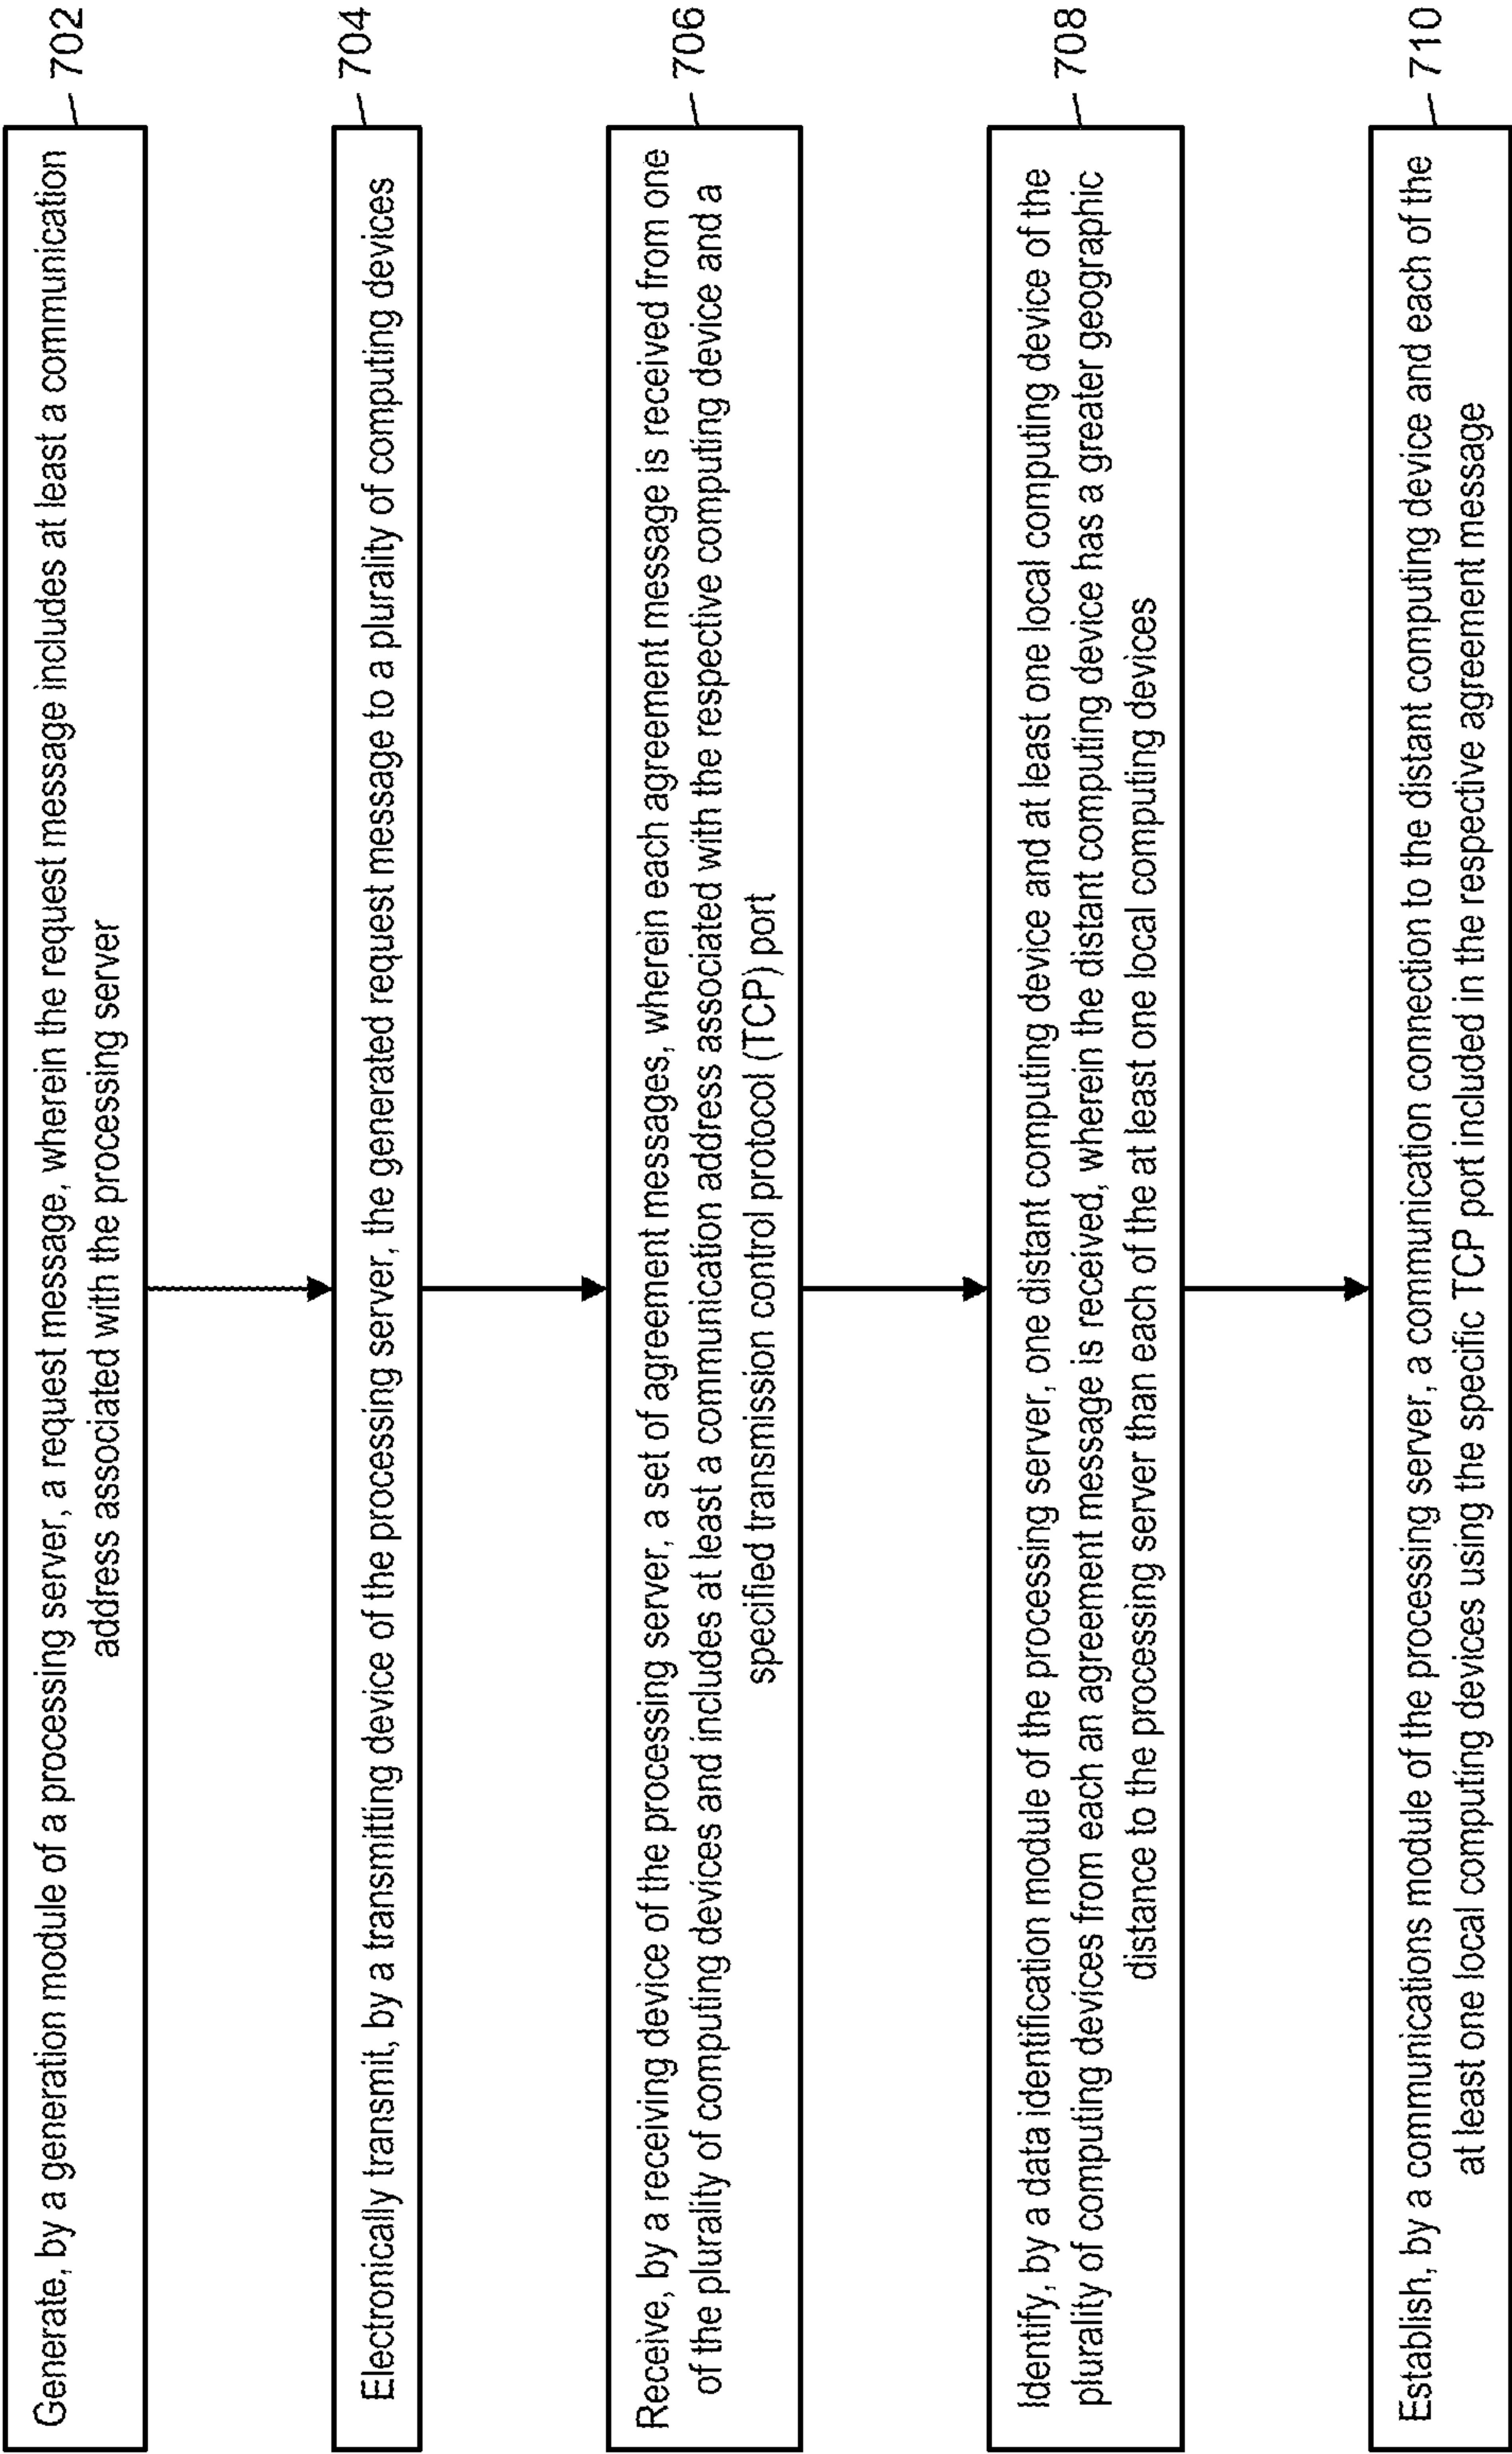 Generate, by a generation module of a processing server, a request message, wherein the request message includes at least a communication
address associated with the processing server
702
Electronically transmit, by a transmitting device of the processing server, the generated request message to a plurality of computing devices
704
Receive, by a receiving device of the processing server, a set of agreement messages, wherein each agreement message is received from one
of the plurality of computing devices and includes at least a communication address associated with the respective computing device and a
specified transmission control protocol (TCP) port
706
Identify, by a data identification module of the processing server, one distant computing device and at least one local computing device of the
plurality of computing devices from each an agreement message is received, wherein the distant computing device has a greater geographic
distance to the processing server than each of the at least one local computing devices
708
Establish, by a communications module of the processing server, a communication connection to the distant computing device and each of the
at least one local computing devices using the specific TCP port included in the respective agreement message
710